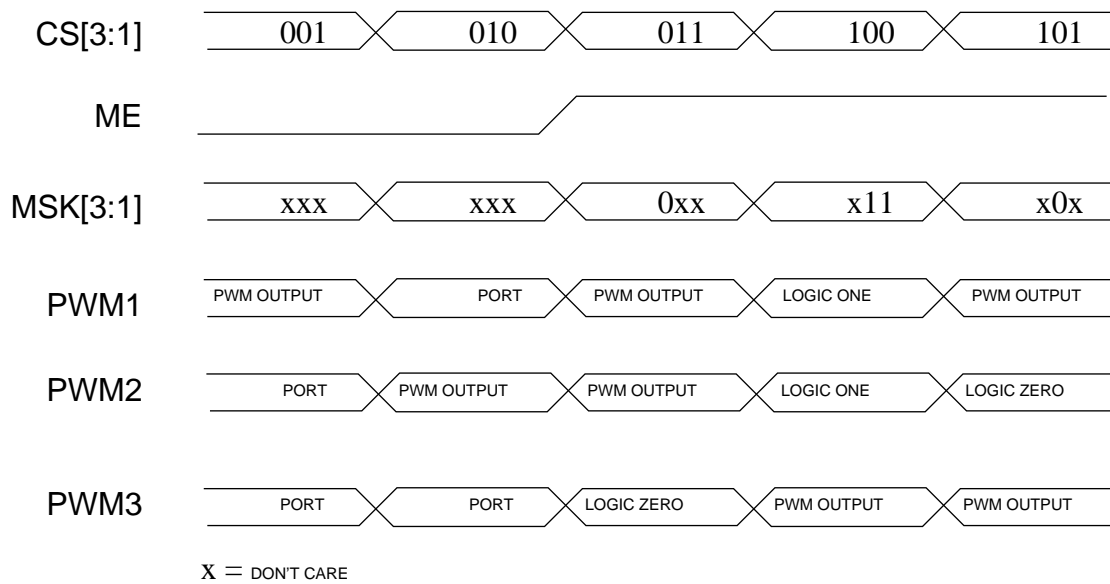 CS[3:1] 001 010 011 100 101
ME
MSK[3:1] xxx xxx 0xx x11 x0x
PWM1 PWM OUTPUT PORT PWM OUTPUT LOGIC ONE PWM OUTPUT
PWM2 PORT PWM OUTPUT PWM OUTPUT LOGIC ONE LOGIC ZERO
PWM3 PORT PORT LOGIC ZERO PWM OUTPUT PWM OUTPUT
x = DON'T CARE